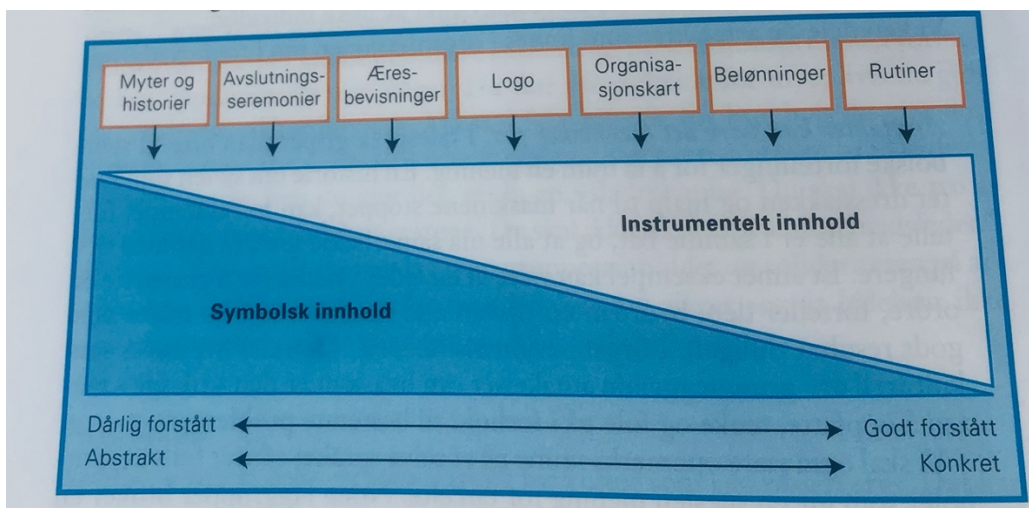 Myter og
historier
Avslutnings-
seremonier
Æres-
bevisninger
Logo
Organisa-
sjonskart
Belønninger
Rutiner
Instrumentelt innhold
Symbolsk innhold
Dårlig forstått
Godt forstått
Abstrakt
Konkret